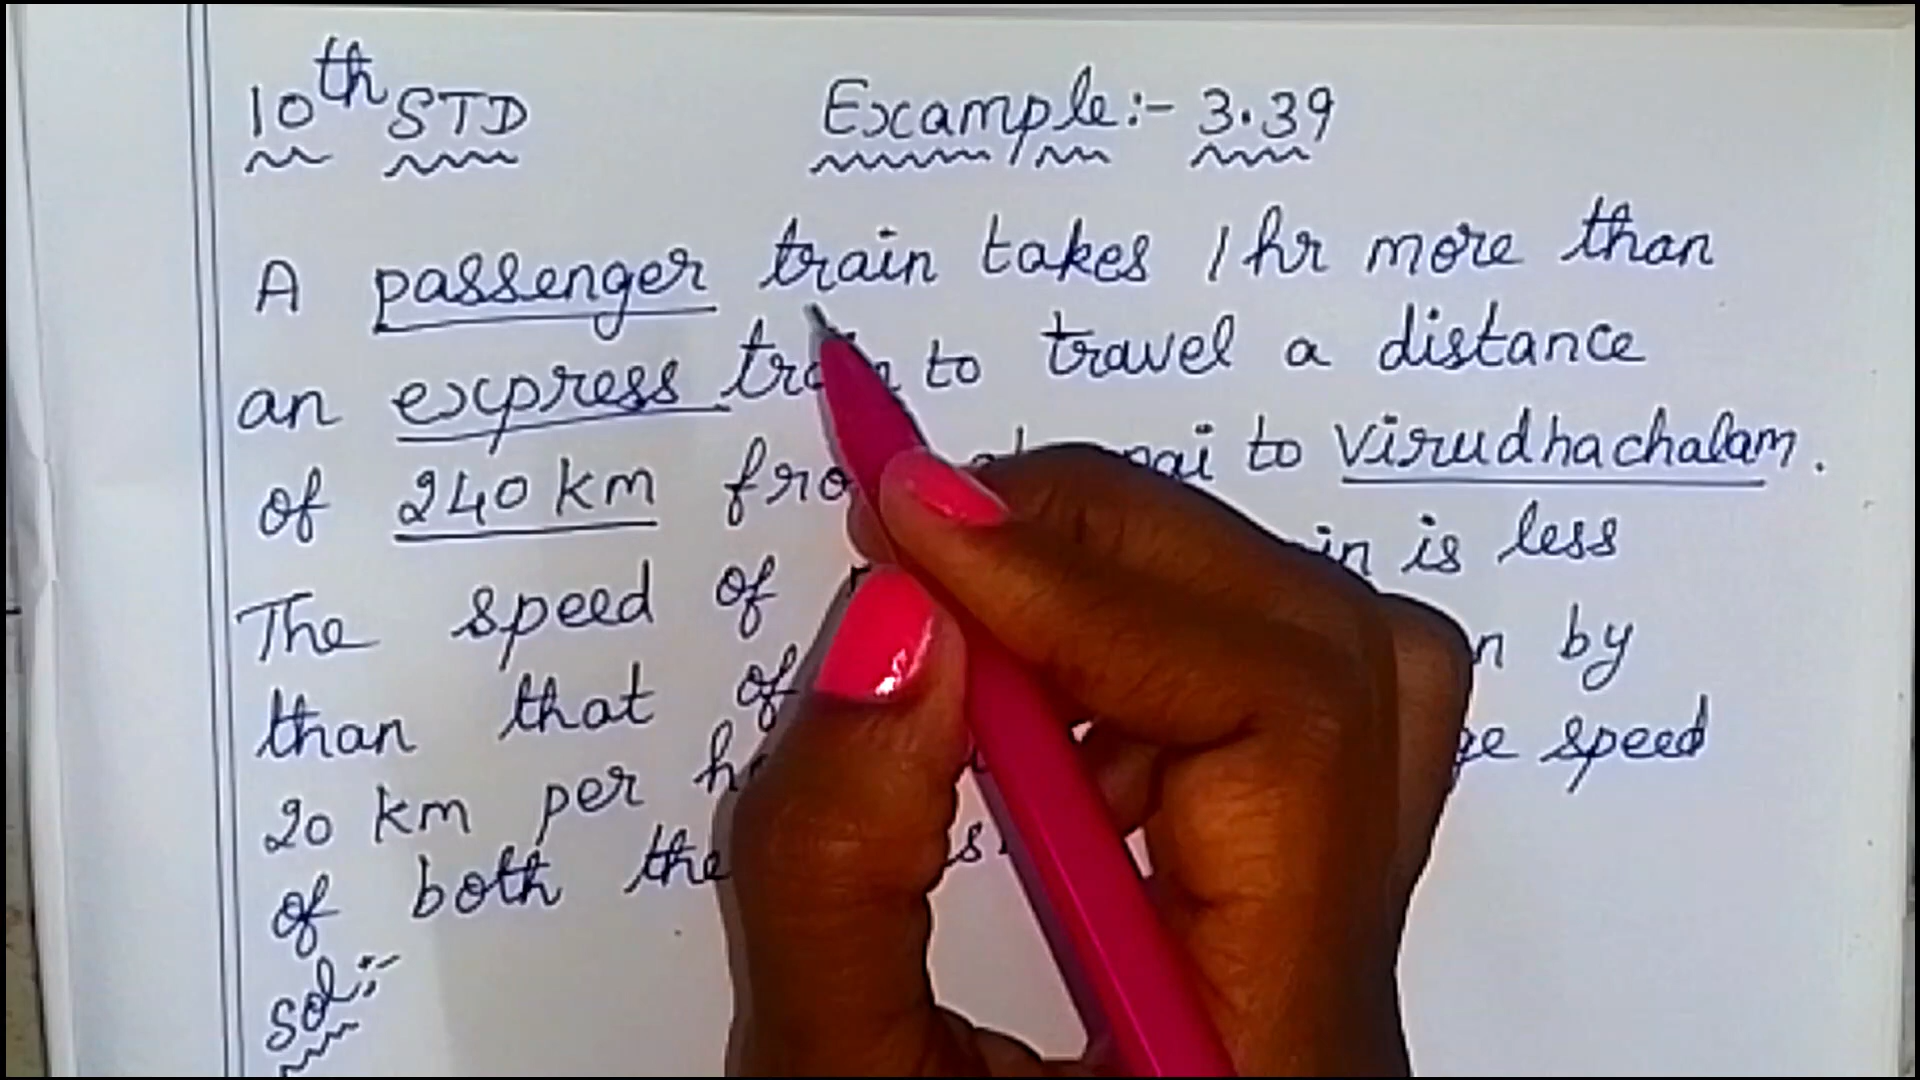 10th STD Example:- 3.39
A passenger train takes 1 hr more than
an express train to travel a distance
of 240 km to virudhachalam.
The speed of is less
than that of by
20 km per speed
of both the
Sol:-